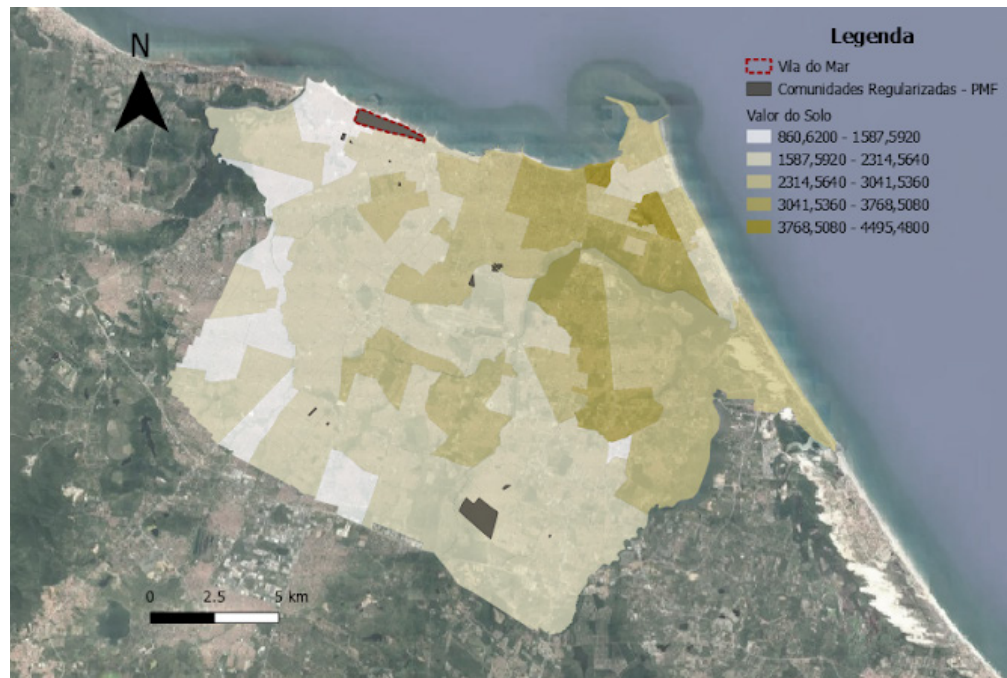 N
Legenda
Vila do Mar
Comunidades Regularizadas - PMF
Valor do Solo
860,6200 - 1587,5920
1587,5920 - 2314,5640
2314,5640 - 3041,5360
3041,5360 - 3768,5080
3768,5080 - 4495,4800
0 2.5 5 km